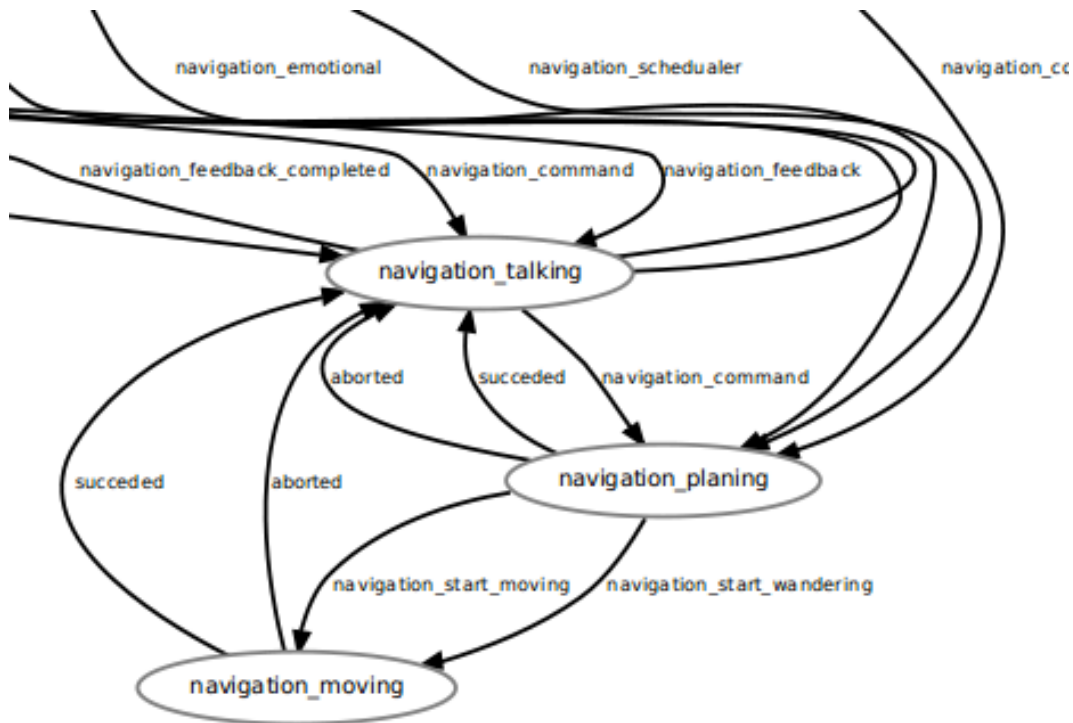 navigation_emotional
navigation_schedualer
navigation_feedback_completed
navigation_command
navigation_feedback
navigation_talking
aborted
succeded
navigation_command
succeded
aborted
navigation_planing
navigation_start_moving
navigation_start_wandering
navigation_moving